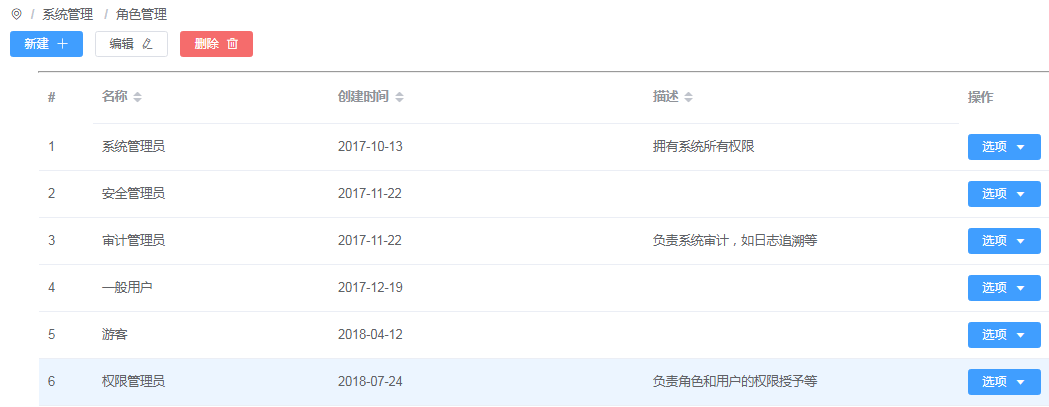 / 系统管理 / 角色管理
新建 编辑 删除
# 名称 创建时间 描述 操作
1 系统管理员 2017-10-13 拥有系统所有权限 选项
2 安全管理员 2017-11-22 选项
3 审计管理员 2017-11-22 负责系统审计，如日志追溯等 选项
4 一般用户 2017-12-19 选项
5 游客 2018-04-12 选项
6 权限管理员 2018-07-24 负责角色和用户的权限授予等 选项